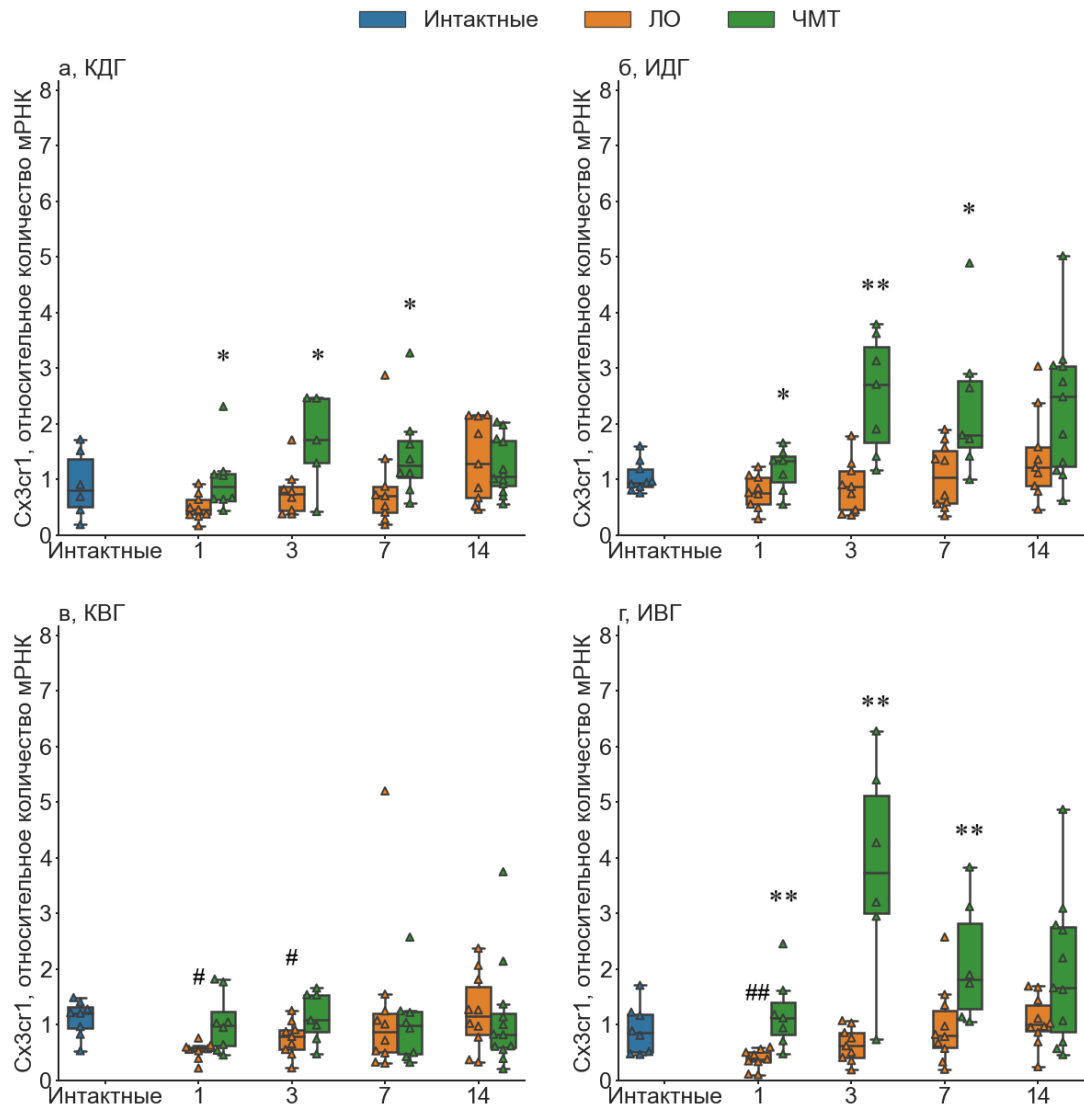 Интактные ЛО ЧМТ
а, КДГ
Cx3cr1, относительное количество мРНК
8
7
6
5
4
3
2
1
0
* * *
Интактные 1 3 7 14
б, ИДГ
Cx3cr1, относительное количество мРНК
8
7
6
5
4
3
2
1
0
* ** *
Интактные 1 3 7 14
в, КВГ
Cx3cr1, относительное количество мРНК
8
7
6
5
4
3
2
1
0
# #
Интактные 1 3 7 14
г, ИВГ
Cx3cr1, относительное количество мРНК
8
7
6
5
4
3
2
1
0
## ** ** **
Интактные 1 3 7 14